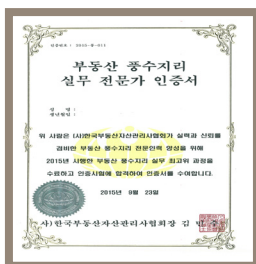 부동산 풍수지리
실무 전문가 인증서
성 명 :
생년월일 :
위 사람은 (사)한국부동산자산관리사협회가 실력과 신뢰를
겸비한 부동산 풍수지리 전문인력 양성을 위해
2015년 시행한 부동산 풍수지리 실무 최고위 과정을
수료하고 인증시험에 합격하여 인증서를 수여합니다.
2015년 9월 23일
사)한국부동산자산관리사협회장 김